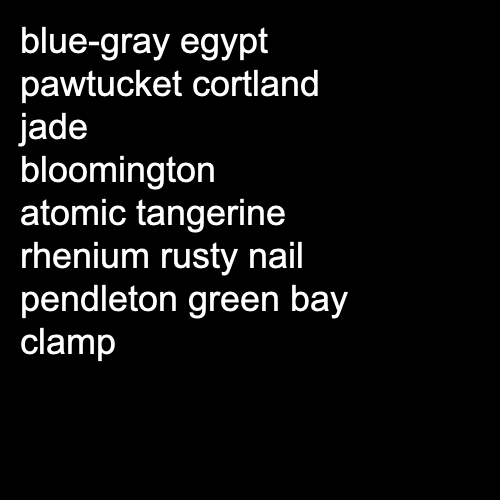 blue-gray egypt
pawtucket cortland
jade
bloomington
atomic tangerine
rhenium rusty nail
pendleton green bay
clamp